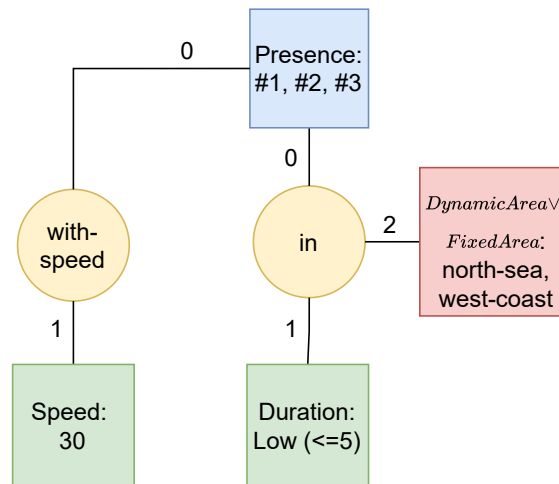 0
Presence:
#1, #2, #3
0
with-
speed
in
2
DynamicArea∨
FixedArea:
north-sea,
west-coast
1
1
Speed:
30
Duration:
Low (<=5)